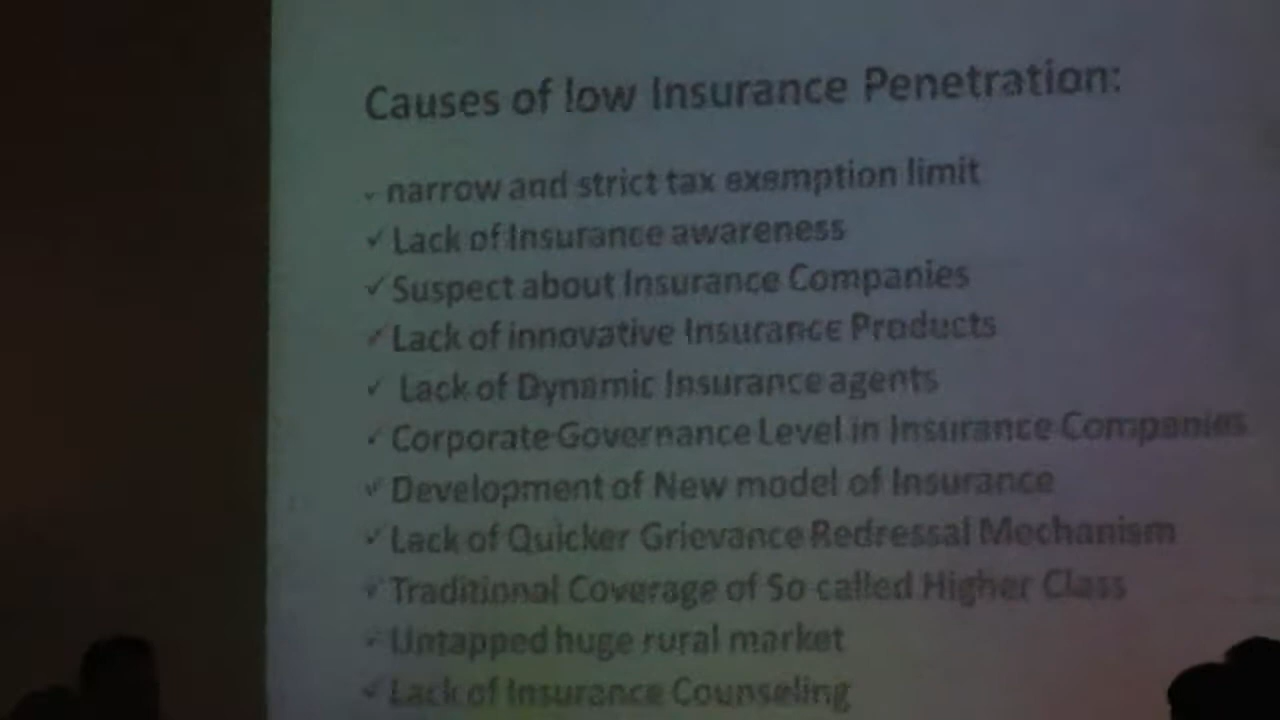 Causes of low Insurance Penetration:
✓ narrow and strict tax exemption limit
✓ Lack of Insurance awareness
✓ Suspect about Insurance Companies
✓ Lack of innovative Insurance Products
✓ Lack of Dynamic Insurance agents
✓ Corporate Governance Level in Insurance Companies
✓ Development of New model of Insurance
✓ Lack of Quicker Grievance Redressal Mechanism
✓ Traditional Coverage of So called Higher Class
✓ Untapped huge rural market
✓ Lack of Insurance Counseling